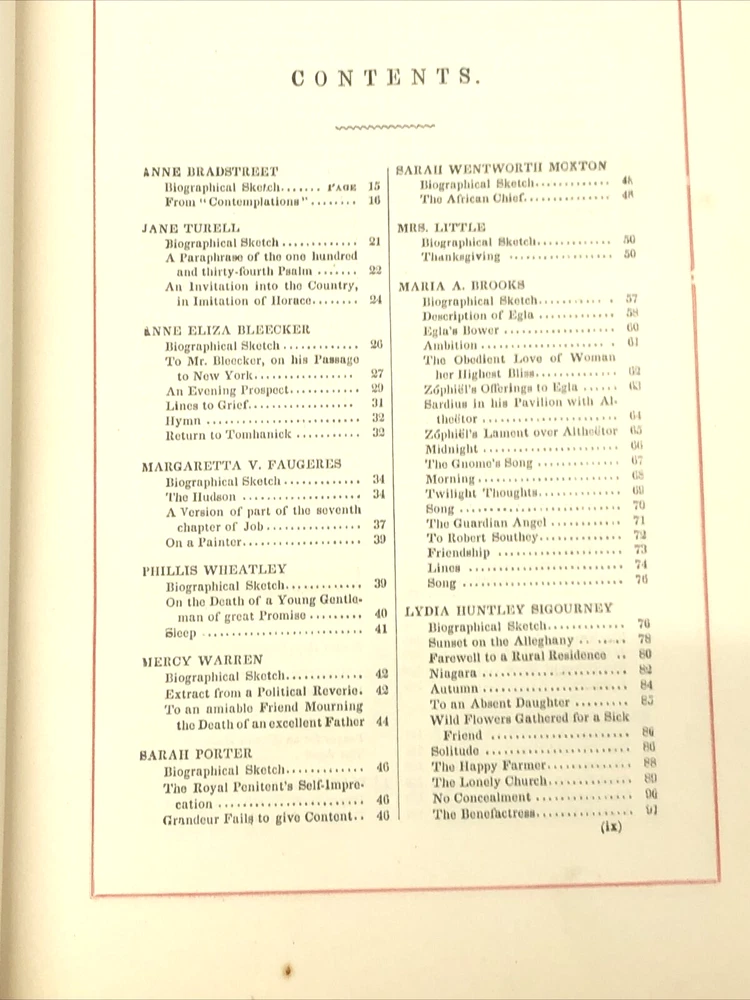 CONTENTS.
ANNE BRADSTREET
Biographical Sketch....... PAGE 15
From "Contemplations"........ 16
JANE TURELL
Biographical Sketch ............ 21
A Paraphrase of the one hundred
and thirty-fourth Psalm ....... 22
An Invitation into the Country,
in Imitation of Horace........ 24
ANNE ELIZA BLEECKER
Biographical Sketch ............ 26
To Mr. Bleecker, on his Passage
to New York................ 27
An Evening Prospect........... 29
Lines to Grief................. 31
Hymn ........................ 32
Return to Tomhanick .......... 32
MARGARETTA V. FAUGERES
Biographical Sketch ............ 34
The Hudson .................. 34
A Version of part of the seventh
chapter of Job............... 37
On a Painter.................. 39
PHILLIS WHEATLEY
Biographical Sketch............ 39
On the Death of a Young Gentle-
man of great Promise ......... 40
Sleep ......................... 41
MERCY WARREN
Biographical Sketch............ 42
Extract from a Political Reverie. 42
To an amiable Friend Mourning
the Death of an excellent Father 44
SARAH PORTER
Biographical Sketch............ 46
The Royal Penitent's Self-Impre-
cation ....................... 46
Grandeur Fails to give Content.. 46
SARAH WENTWORTH MORTON
Biographical Sketch............ 48
The African Chief.............. 48
MRS. LITTLE
Biographical Sketch............ 50
Thanksgiving ................ 50
MARIA A. BROOKS
Biographical Sketch............ 57
Description of Egla ............ 58
Egla's Bower .................. 60
Ambition ..................... 61
The Obedient Love of Woman
her Highest Bliss............. 62
Zóphiël's Offerings to Egla ...... 63
Sardius in his Pavilion with Al-
theëtor ...................... 64
Zóphiël's Lament over Altheëtor 65
Midnight ..................... 66
The Gnome's Song ............. 67
Morning...................... 68
Twilight Thoughts............. 69
Song ......................... 70
The Guardian Angel ........... 71
To Robert Southey............. 72
Friendship ................... 73
Lines ........................ 74
Song ......................... 76
LYDIA HUNTLEY SIGOURNEY
Biographical Sketch............ 76
Sunset on the Alleghany ........ 78
Farewell to a Rural Residence .. 80
Niagara ...................... 82
Autumn ...................... 84
To an Absent Daughter ......... 85
Wild Flowers Gathered for a Sick
Friend ...................... 86
Solitude ...................... 86
The Happy Farmer............. 88
The Lonely Church............. 89
No Concealment ............... 90
The Benefactress............... 91
(ix)